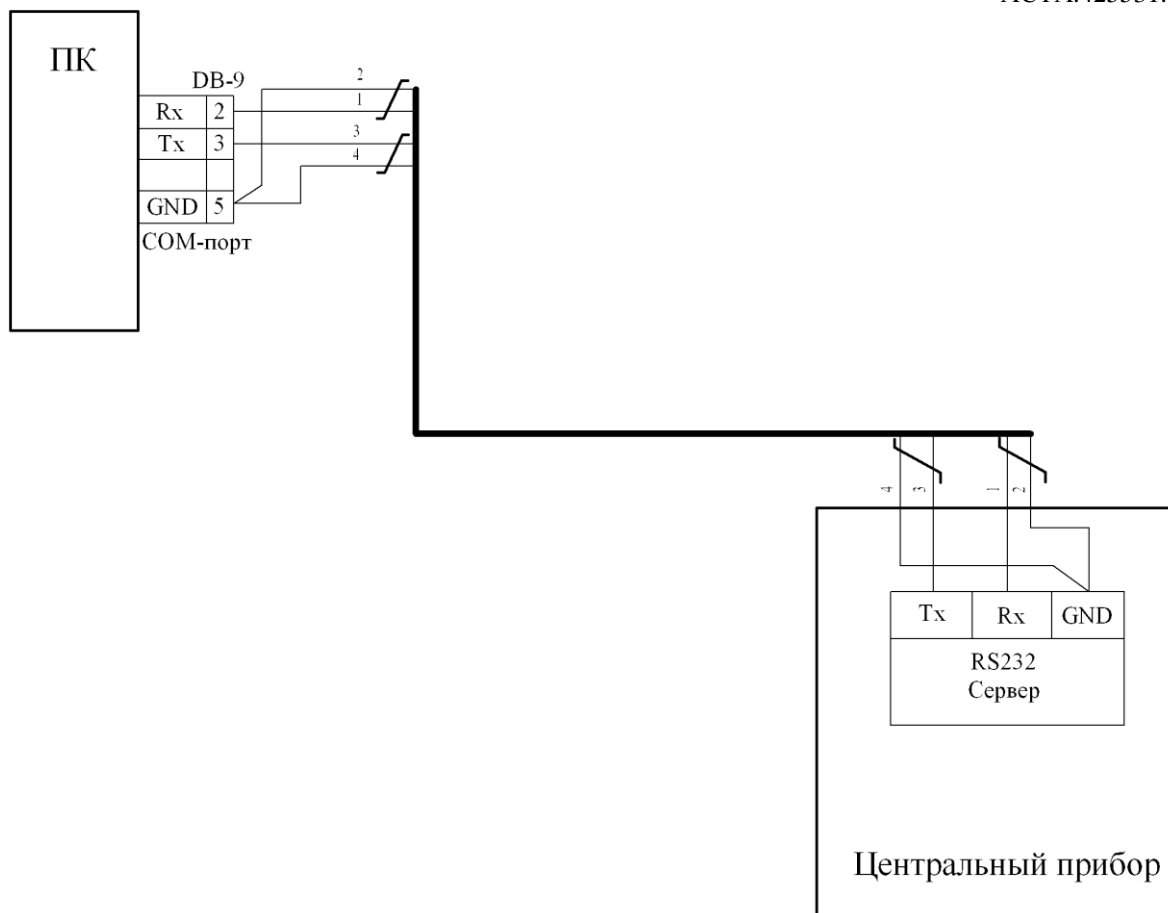 ПК
DB-9
Rx 2
Tx 3
GND 5
COM-порт
2
1
3
4
4 3 1 2
Tx Rx GND
RS232
Сервер
Центральный прибор